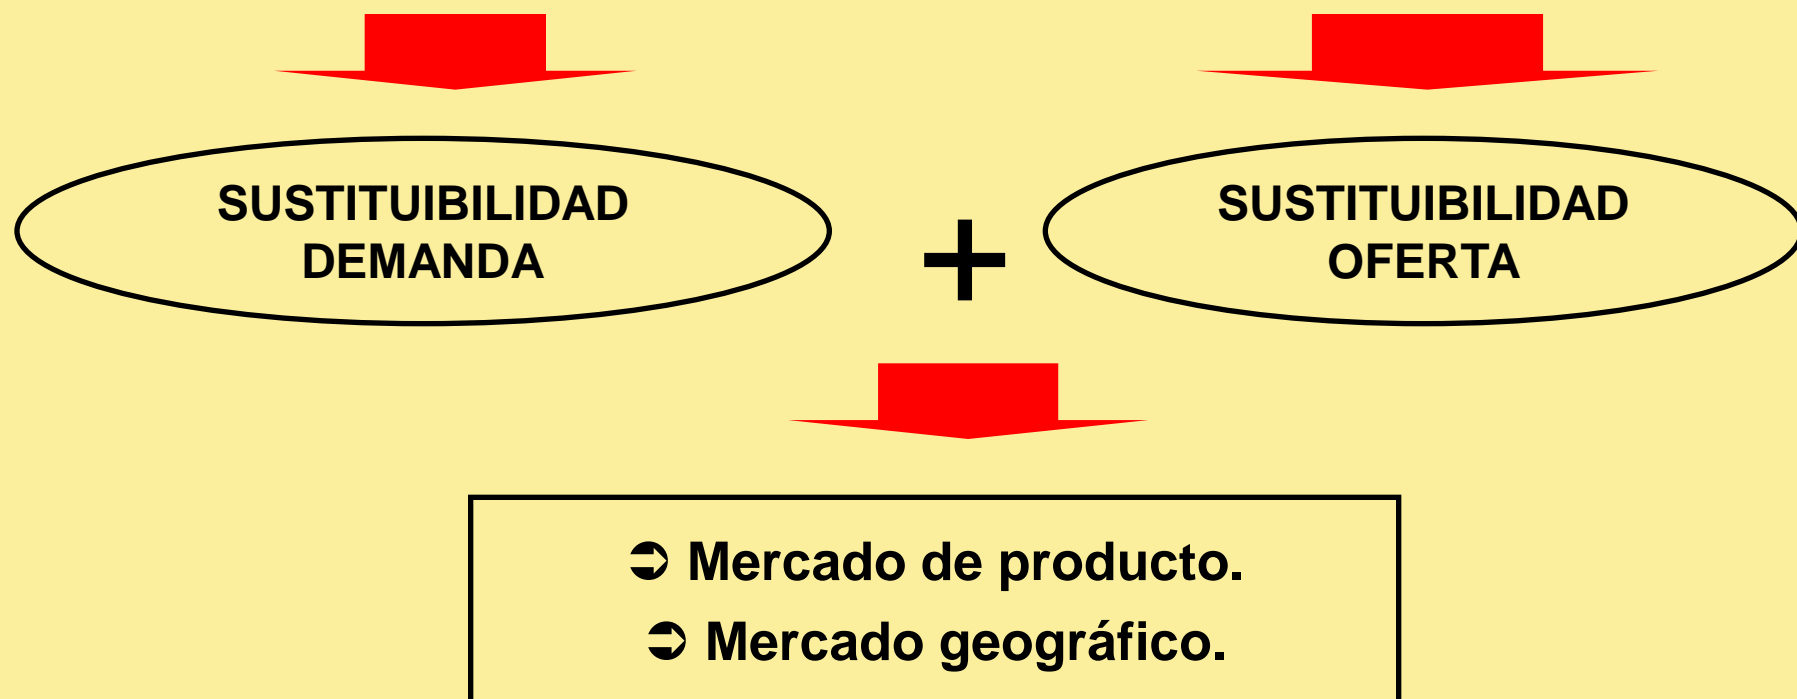 SUSTITUIBILIDAD
DEMANDA
+
SUSTITUIBILIDAD
OFERTA
➲ Mercado de producto.
➲ Mercado geográfico.